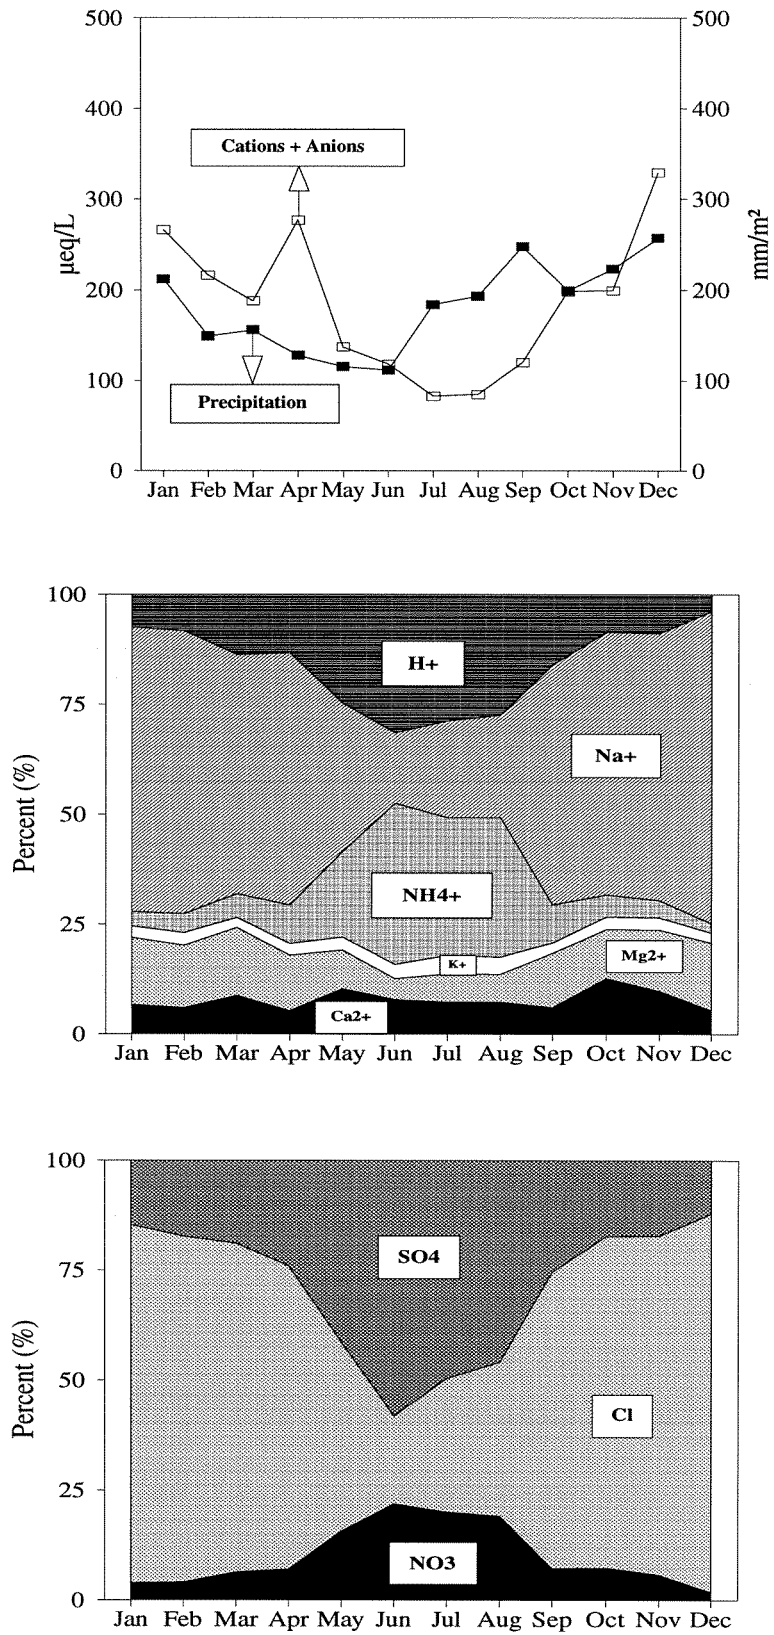 500 500
400 400
Cations + Anions
300 300
µeq/L mm/m²
200 200
100 100
Precipitation
0 0
Jan Feb Mar Apr May Jun Jul Aug Sep Oct Nov Dec
100
H+
75
Na+
Percent (%)
50
NH4+
25
K+ Mg2+
Ca2+
0
Jan Feb Mar Apr May Jun Jul Aug Sep Oct Nov Dec
100
SO4
75
Percent (%)
50
Cl
25
NO3
0
Jan Feb Mar Apr May Jun Jul Aug Sep Oct Nov Dec